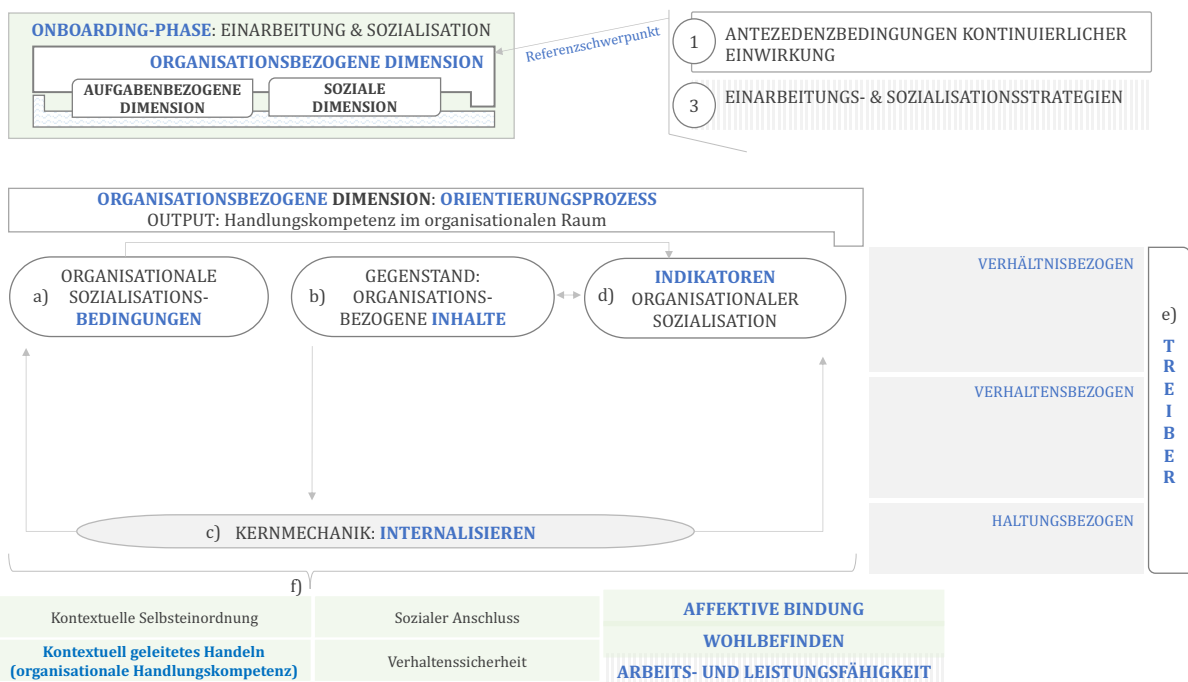 ONBOARDING-PHASE: EINARBEITUNG & SOZIALISATION
ORGANISATIONSBEZOGENE DIMENSION
AUFGABENBEZOGENE
DIMENSION
SOZIALE
DIMENSION
Referenzschwerpunkt
1
ANTEZEDENZBEDINGUNGEN KONTINUIERLICHER
EINWIRKUNG
3
EINARBEITUNGS- & SOZIALISATIONSSTRATEGIEN
ORGANISATIONSBEZOGENE DIMENSION: ORIENTIERUNGSPROZESS
OUTPUT: Handlungskompetenz im organisationalen Raum
a)
ORGANISATIONALE
SOZIALISATIONS-
BEDINGUNGEN
b)
GEGENSTAND:
ORGANISATIONS-
BEZOGENE INHALTE
d)
INDIKATOREN
ORGANISATIONALER
SOZIALISATION
c) KERNMECHANIK: INTERNALISIEREN
VERHÄLTNISBEZOGEN
VERHALTENSBEZOGEN
HALTUNGSBEZOGEN
e)
T
R
E
I
B
E
R
f)
Kontextuelle Selbsteinordnung
Sozialer Anschluss
AFFEKTIVE BINDUNG
WOHLBEFINDEN
Kontextuell geleitetes Handeln
(organisationale Handlungskompetenz)
Verhaltenssicherheit
ARBEITS- UND LEISTUNGSFÄHIGKEIT